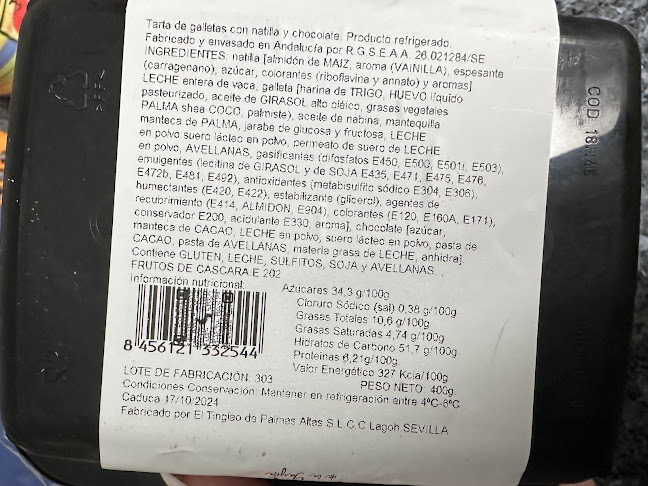 Tarta de galletas con natilla y chocolate. Producto refrigerado.
Fabricado y envasado en Andalucía por R.G.S.E.A.A. 26.021284/SE
INGREDIENTES: natilla [almidón de MAIZ, aroma (VAINILLA), espesante
(carragenano), azúcar, colorantes (riboflavina y annato) y aromas]
LECHE entera de vaca, galleta [harina de TRIGO, HUEVO líquido
pasteurizado, aceite de GIRASOL alto oléico, grasas vegetales
PALMA shea COCO, palmiste), aceite de nabina, mantequilla
manteca de PALMA, jarabe de glucosa y fructosa, LECHE
en polvo suero lácteo en polvo, permeato de suero de LECHE
en polvo, AVELLANAS, gasificantes (difosfatos E450, E500, E501i, E503),
emulgentes (lecitina de GIRASOL y de SOJA E435, E471, E475, E476,
E472b, E481, E492), antioxidantes (metabisulfito sódico E304, E306),
humectantes (E420, E422), estabilizante (glicerol), agentes de
recubrimiento (E414, ALMIDON, E904), colorantes (E120, E160A, E171),
conservador E200, acidulante E330, aroma], chocolate [azúcar,
manteca de CACAO, LECHE en polvo, suero lácteo en polvo, pasta de
CACAO, pasta de AVELLANAS, materia grasa de LECHE, anhidra]
Contiene GLUTEN, LECHE, SULFITOS, SOJA y AVELLANAS. ,
FRUTOS DE CASCARA E 202
Información nutricional:
Azúcares 34,3 g/100g
Cloruro Sódico (sal) 0,38 g/100g
Grasas Totales 10,6 g/100g
Grasas Saturadas 4,74 g/100g
Hidratos de Carbono 51,7 g/100g
Proteinas 6,21g/100g.
Valor Energético 327 Kcla/100g
8 456121 332544
PESO NETO: 400g.
LOTE DE FABRICACIÓN: 303
Condiciones Conservación: Mantener en refrigeración entre 4ºC-8ºC
Caduca 17/10/2024
Fabricado por El Tinglao de Palmas Altas S.L C.C Lagoh SEVILLA